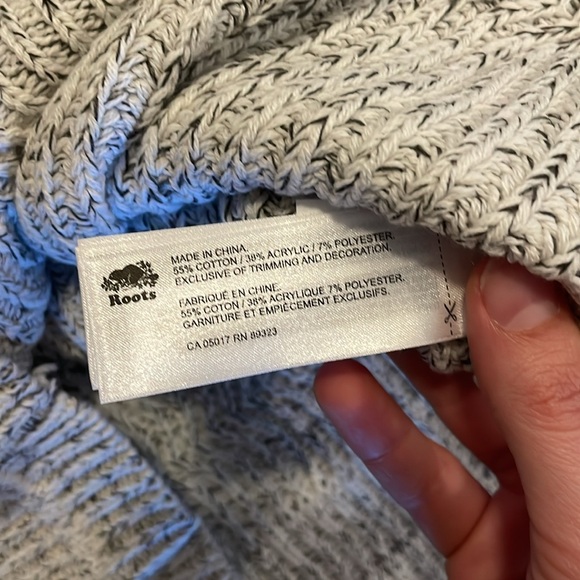 Roots
MADE IN CHINA.
55% COTTON / 38% ACRYLIC / 7% POLYESTER.
EXCLUSIVE OF TRIMMING AND DECORATION.
FABRIQUÉ EN CHINE.
55% COTTON / 38% ACRYLIQUE 7% POLYESTER.
GARNITURE ET EMPIÈCEMENT EXCLUSIFS.
CA 05017 RN 89323